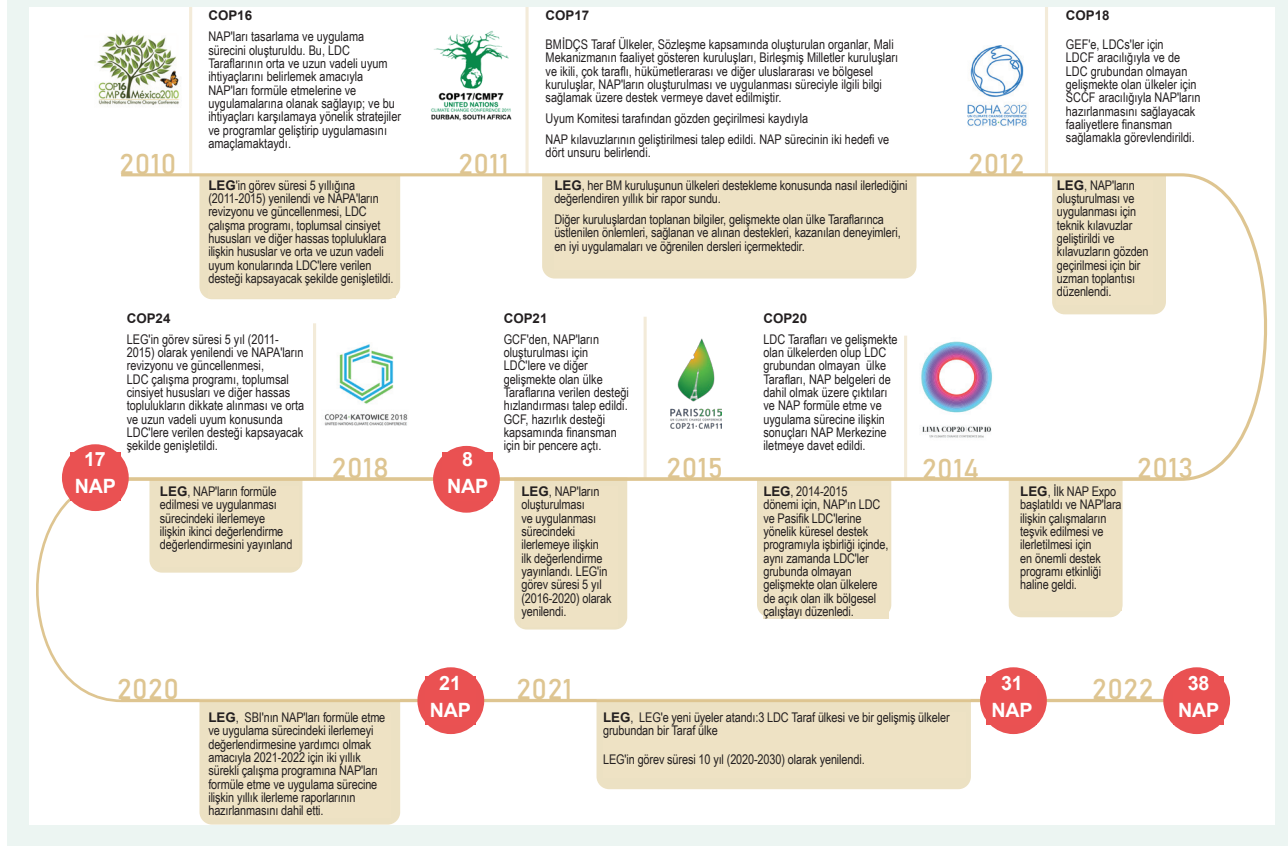 COP16
NAP'ları tasarlama ve uygulama
sürecini oluşturuldu. Bu, LDC
Taraflarının orta ve uzun vadeli uyum
ihtiyaçlarını belirlemek amacıyla
NAP'ları formüle etmelerine ve
uygulamalarına olanak sağlayıp; ve bu
ihtiyaçları karşılamaya yönelik stratejiler
ve programlar geliştirip uygulamasını
amaçlamaktaydı.
COP16
CMP6 México2010
United Nations Climate Change Conference
2010
LEG'in görev süresi 5 yıllığına
(2011-2015) yenilendi ve NAPA'ların
revizyonu ve güncellenmesi, LDC
çalışma programı, toplumsal cinsiyet
hususları ve diğer hassas topluluklara
ilişkin hususlar ve orta ve uzun vadeli
uyum konularında LDC'lere verilen
desteği kapsayacak şekilde genişletildi.
COP17/CMP7
UNITED NATIONS
CLIMATE CHANGE CONFERENCE 2011
DURBAN, SOUTH AFRICA
2011
COP17
BMİDÇS Taraf Ülkeler, Sözleşme kapsamında oluşturulan organlar, Mali
Mekanizmanın faaliyet gösteren kuruluşları, Birleşmiş Milletler kuruluşları
ve ikili, çok taraflı, hükümetlerarası ve diğer uluslararası ve bölgesel
kuruluşlar, NAP'ların oluşturulması ve uygulanması süreciyle ilgili bilgi
sağlamak üzere destek vermeye davet edilmiştir.
Uyum Komitesi tarafından gözden geçirilmesi kaydıyla
NAP kılavuzlarının geliştirilmesi talep edildi. NAP sürecinin iki hedefi ve
dört unsuru belirlendi.
LEG, her BM kuruluşunun ülkeleri destekleme konusunda nasıl ilerlediğini
değerlendiren yıllık bir rapor sundu.
Diğer kuruluşlardan toplanan bilgiler, gelişmekte olan ülke Taraflarınca
üstlenilen önlemleri, sağlanan ve alınan destekleri, kazanılan deneyimleri,
en iyi uygulamaları ve öğrenilen dersleri içermektedir.
DOHA 2012
UN CLIMATE CHANGE CONFERENCE
COP18·CMP8
2012
COP18
GEF'e, LDCs'ler için
LDCF aracılığıyla ve de
LDC grubundan olmayan
gelişmekte olan ülkeler için
SCCF aracılığıyla NAP'ların
hazırlanmasını sağlayacak
faaliyetlere finansman
sağlamakla görevlendirildi.
LEG, NAP'ların
oluşturulması ve
uygulanması için
teknik kılavuzlar
geliştirildi ve
kılavuzların gözden
geçirilmesi için bir
uzman toplantısı
düzenlendi.
COP24
LEG'in görev süresi 5 yıl (2011-
2015) olarak yenilendi ve NAPA'ların
revizyonu ve güncellenmesi,
LDC çalışma programı, toplumsal
cinsiyet hususları ve diğer hassas
toplulukların dikkate alınması ve orta
ve uzun vadeli uyum konusunda
LDC'lere verilen desteği kapsayacak
şekilde genişletildi.
17
NAP
COP24·KATOWICE 2018
UNITED NATIONS CLIMATE CHANGE CONFERENCE
2018
LEG, NAP'ların formüle
edilmesi ve uygulanması
sürecindeki ilerlemeye
ilişkin ikinci değerlendirme
değerlendirmesini yayınland
8
NAP
COP21
GCF'den, NAP'ların
oluşturulması için
LDC'lere ve diğer
gelişmekte olan ülke
Taraflarına verilen desteği
hızlandırması talep edildi.
GCF, hazırlık desteği
kapsamında finansman
için bir pencere açtı.
PARIS2015
UN CLIMATE CHANGE CONFERENCE
COP21·CMP11
2015
LEG, NAP'ların
oluşturulması
ve uygulanması
sürecindeki
ilerlemeye ilişkin
ilk değerlendirme
yayınlandı. LEG'in
görev süresi 5 yıl
(2016-2020) olarak
yenilendi.
COP20
LDC Tarafları ve gelişmekte
olan ülkelerden olup LDC
grubundan olmayan ülke
Tarafları, NAP belgeleri de
dahil olmak üzere çıktıları
ve NAP formüle etme ve
uygulama sürecine ilişkin
sonuçları NAP Merkezine
iletmeye davet edildi.
LIMA COP20/CMP10
2014
LEG, 2014-2015
dönemi için, NAP'ın LDC
ve Pasifik LDC'lerine
yönelik küresel destek
programıyla işbirliği içinde,
aynı zamanda LDC'ler
grubunda olmayan
gelişmekte olan ülkelere
de açık olan ilk bölgesel
çalıştayı düzenledi.
2013
LEG, İlk NAP Expo
başlatıldı ve NAP'lara
ilişkin çalışmaların
teşvik edilmesi ve
ilerletilmesi için
en önemli destek
programı etkinliği
haline geldi.
2020
LEG, SBI'nın NAP'ları formüle etme
ve uygulama sürecindeki ilerlemeyi
değerlendirmesine yardımcı olmak
amacıyla 2021-2022 için iki yıllık
sürekli çalışma programına NAP'ları
formüle etme ve uygulama sürecine
ilişkin yıllık ilerleme raporlarının
hazırlanmasını dahil etti.
21
NAP
2021
LEG, LEG'e yeni üyeler atandı:3 LDC Taraf ülkesi ve bir gelişmiş ülkeler
grubundan bir Taraf ülke
LEG'in görev süresi 10 yıl (2020-2030) olarak yenilendi.
31
NAP
2022
38
NAP